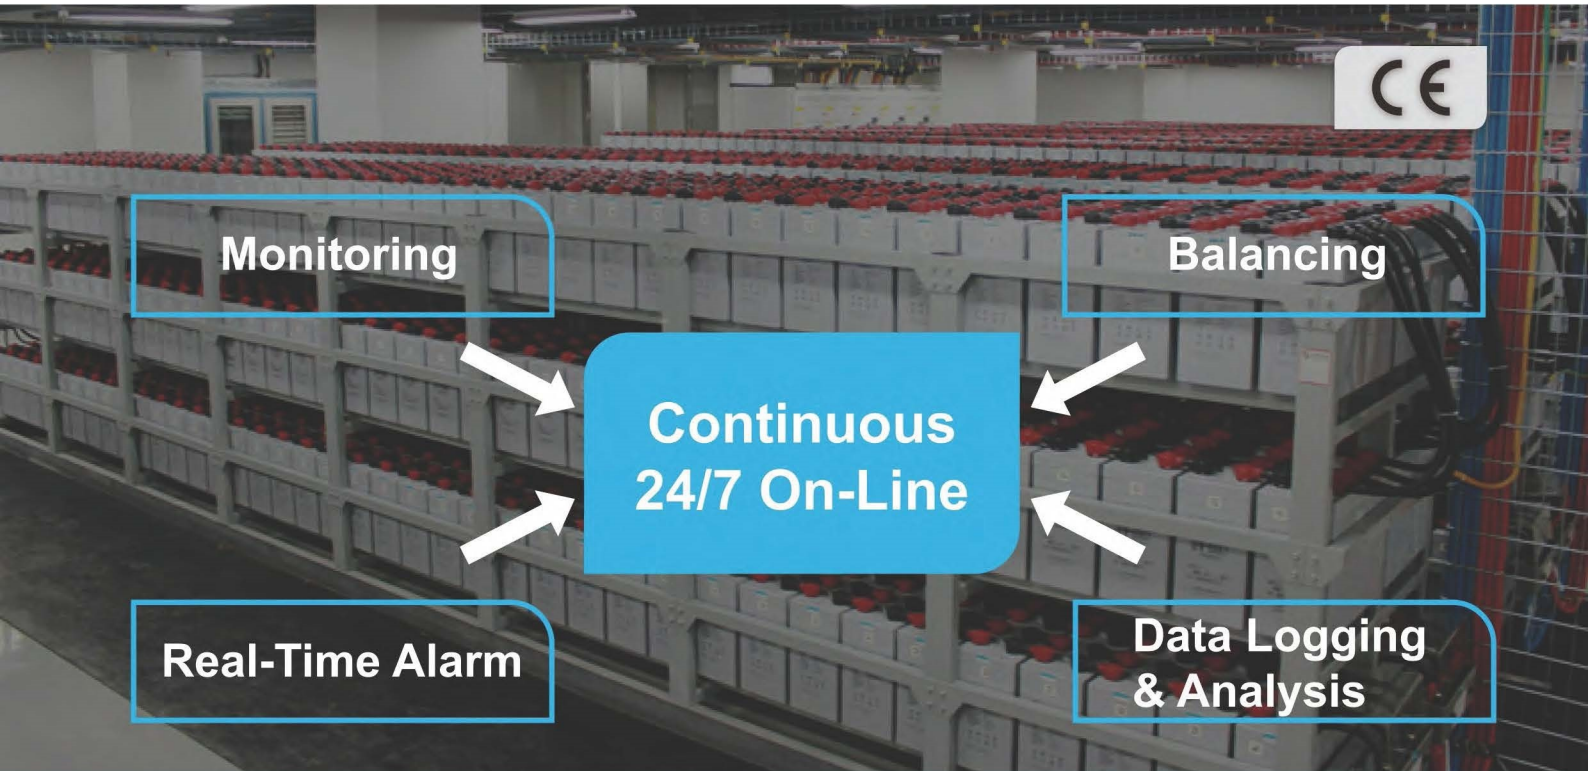 CE
Monitoring
Balancing
Continuous
24/7 On-Line
Real-Time Alarm
Data Logging
& Analysis